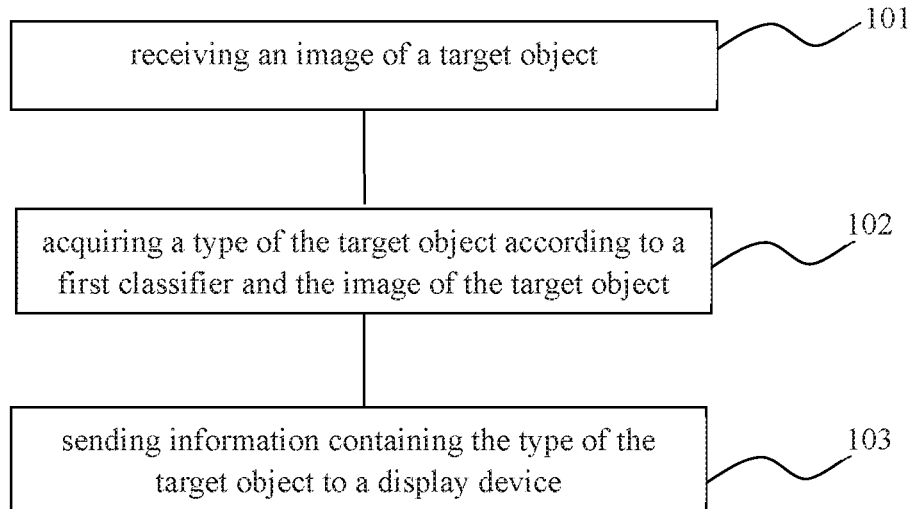 receiving an image of a target object
101
acquiring a type of the target object according to a
first classifier and the image of the target object
102
sending information containing the type of the
target object to a display device
103